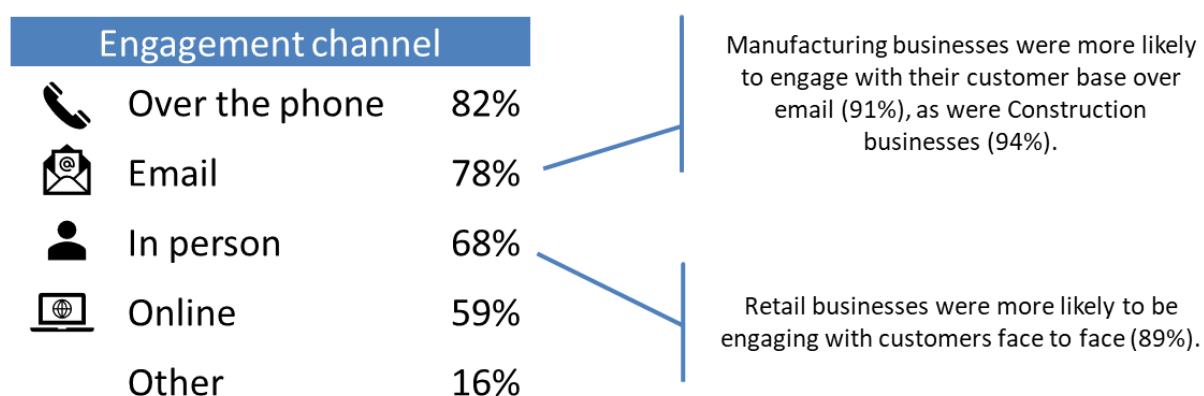 Engagement channel
Over the phone 82%
@
Email 78%
In person 68%
Online 59%
Other 16%
Manufacturing businesses were more likely
to engage with their customer base over
email (91%), as were Construction
businesses (94%).
Retail businesses were more likely to be
engaging with customers face to face (89%).